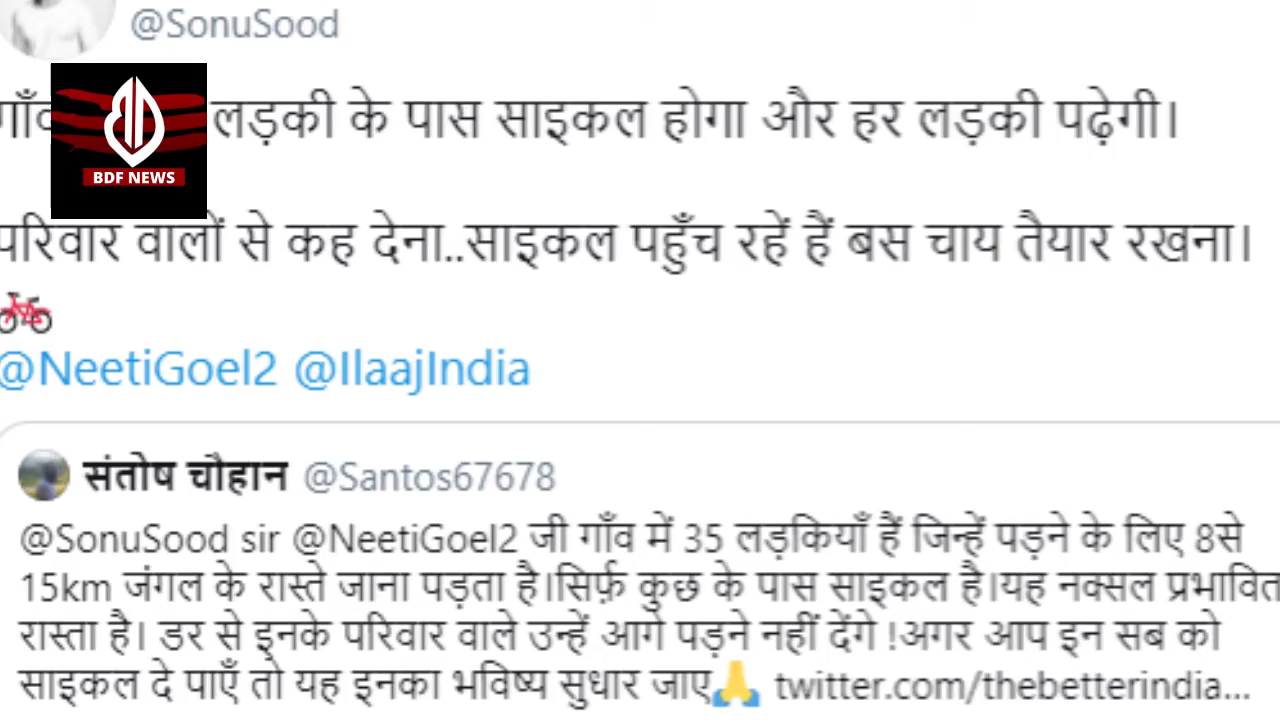 @SonuSood
लड़की के पास साइकल होगा और हर लड़की पढ़ेगी।
BDF NEWS
परिवार वालों से कह देना..साइकल पहुँच रहें हैं बस चाय तैयार रखना।
@NeetiGoel2 @IlaajIndia
संतोष चौहान @Santos67678
@SonuSood sir @NeetiGoel2 जी गाँव में 35 लड़कियाँ हैं जिन्हें पड़ने के लिए 8से
15km जंगल के रास्ते जाना पड़ता है।सिर्फ़ कुछ के पास साइकल है।यह नक्सल प्रभावित
रास्ता है। डर से इनके परिवार वाले उन्हें आगे पड़ने नहीं देंगे !अगर आप इन सब को
साइकल दे पाएँ तो यह इनका भविष्य सुधार जाए🙏 twitter.com/thebetterindia...